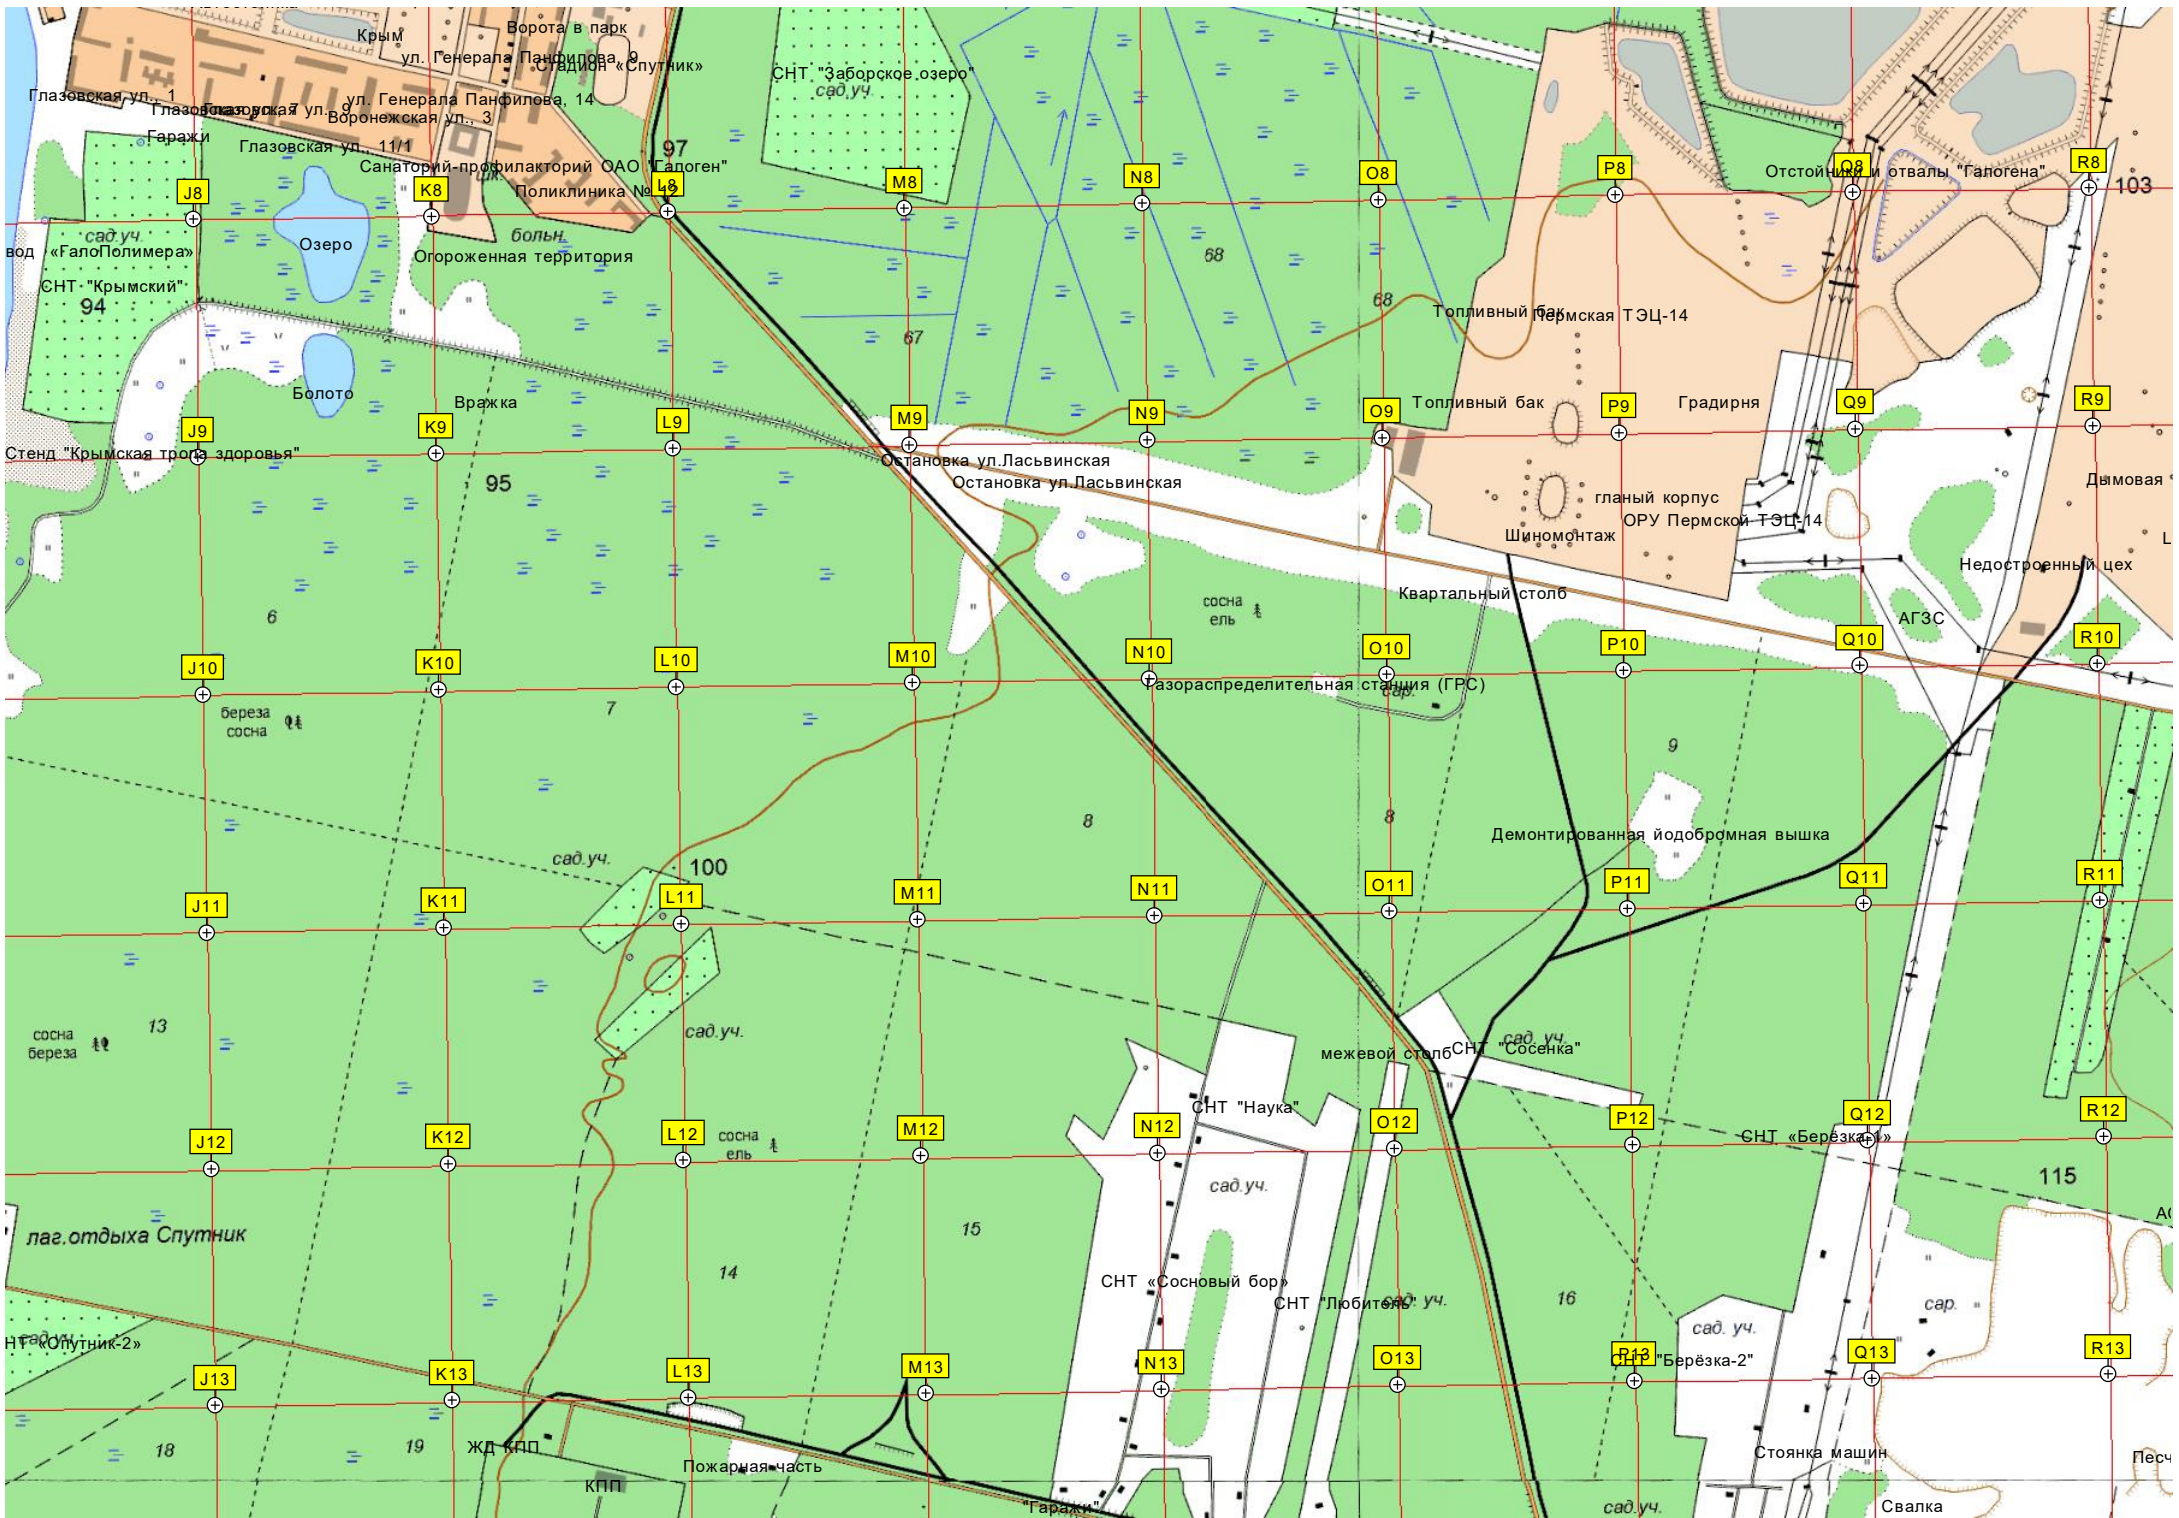 Крым
Ворота в парк
ул. Генерала Панфилова, 9
Стадион «Спутник»
СНТ "Заборское озеро"
сад.уч.
Глазовская ул., 1
ул. Генерала Панфилова, 14
Воронежская ул., 3
Гаражи
Глазовская ул., 11/1
97
Санаторий-профилакторий ОАО "Галоген"
шк.
Поликлиника № 12
J8
K8
L8
M8
N8
O8
P8
Q8
R8
Отстойники и отвалы "Галогена"
103
сад.уч.
больн.
вод «ГалоПолимера»
Озеро
Огороженная территория
68
СНТ "Крымский"
94
68
67
Топливный бак
Пермская ТЭЦ-14
Болото
Вражка
Топливный бак
Градирня
J9
K9
L9
M9
N9
O9
P9
Q9
R9
Стенд "Крымская тропа здоровья"
Остановка ул.Ласьвинская
Остановка ул.Ласьвинская
95
Дымовая
гланый корпус
ОРУ Пермской ТЭЦ-14
Шиномонтаж
Недостроенный цех
Квартальный столб
сосна
ель
6
АГЗС
J10
K10
L10
M10
N10
O10
P10
Q10
R10
Газораспределительная станция (ГРС)
сар.
береза
сосна
7
9
8
8
Демонтированная йодобромная вышка
сад.уч.
100
J11
K11
L11
M11
N11
O11
P11
Q11
R11
13
сосна
береза
сад.уч.
сад. уч.
межевой столб
СНТ "Сосенка"
СНТ "Наука"
J12
K12
L12
M12
N12
O12
P12
Q12
R12
сосна
ель
СНТ «Берёзка-1»
115
сад.уч.
лаг.отдыха Спутник
15
14
СНТ «Сосновый бор»
СНТ "Любитель"
сад. уч.
16
сар.
сад. уч.
сад.уч.
НТ «Спутник-2»
J13
K13
L13
M13
N13
O13
P13
Q13
R13
СНТ "Берёзка-2"
18
19
ЖД КПП
Пожарная часть
Стоянка машин
Песч
КПП
"Гаражи"
сад.уч.
Свалка